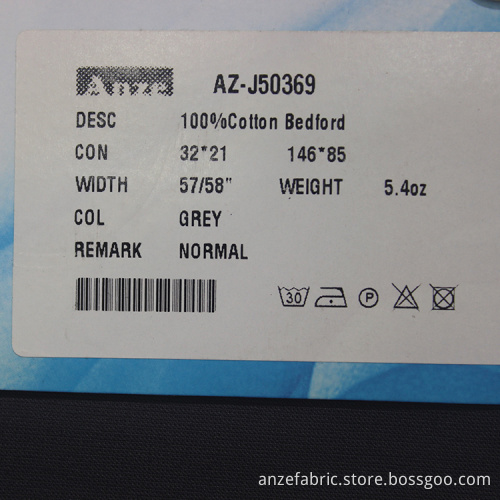 Anze AZ-J50369
DESC 100%Cotton Bedford
CON 32*21 146*85
WIDTH 57/58" WEIGHT 5.4oz
COL GREY
REMARK NORMAL
30 P
anzefabric.store.bossgoo.com